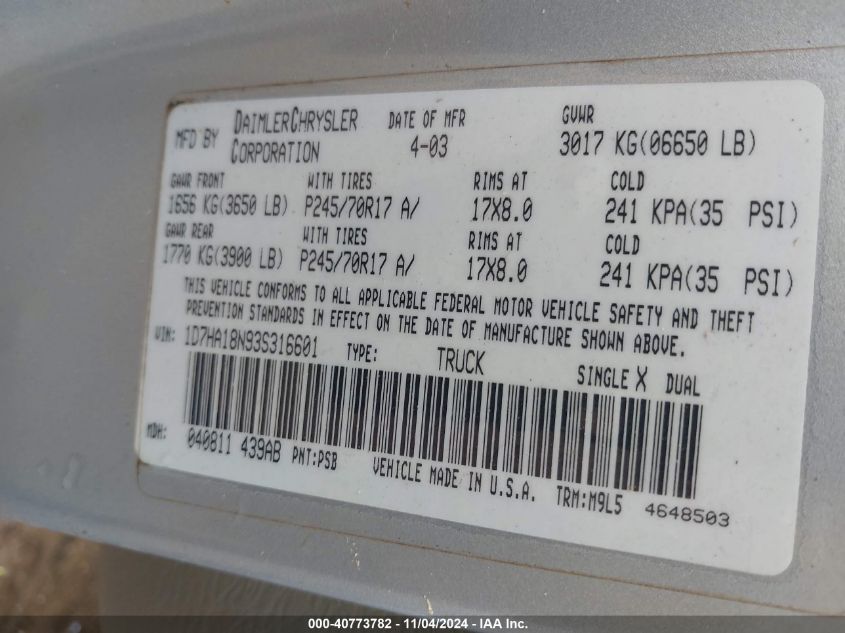 MFD BY DAIMLERCHRYSLER CORPORATION DATE OF MFR 4-03 GVWR 3017 KG(06650 LB)
GAWR FRONT WITH TIRES RIMS AT COLD
1656 KG(3650 LB) P245/70R17 A/ 17X8.0 241 KPA(35 PSI)
GAWR REAR WITH TIRES RIMS AT COLD
1770 KG(3900 LB) P245/70R17 A/ 17X8.0 241 KPA(35 PSI)
THIS VEHICLE CONFORMS TO ALL APPLICABLE FEDERAL MOTOR VEHICLE SAFETY AND THEFT
PREVENTION STANDARDS IN EFFECT ON THE DATE OF MANUFACTURE SHOWN ABOVE.
VIN: 1D7HA18N93S316601 TYPE: TRUCK SINGLE X DUAL
MDH: 040811 439AB PNT:PSB VEHICLE MADE IN U.S.A. TRM:M9L5 4648503
000-40773782 - 11/04/2024 - IAA Inc.